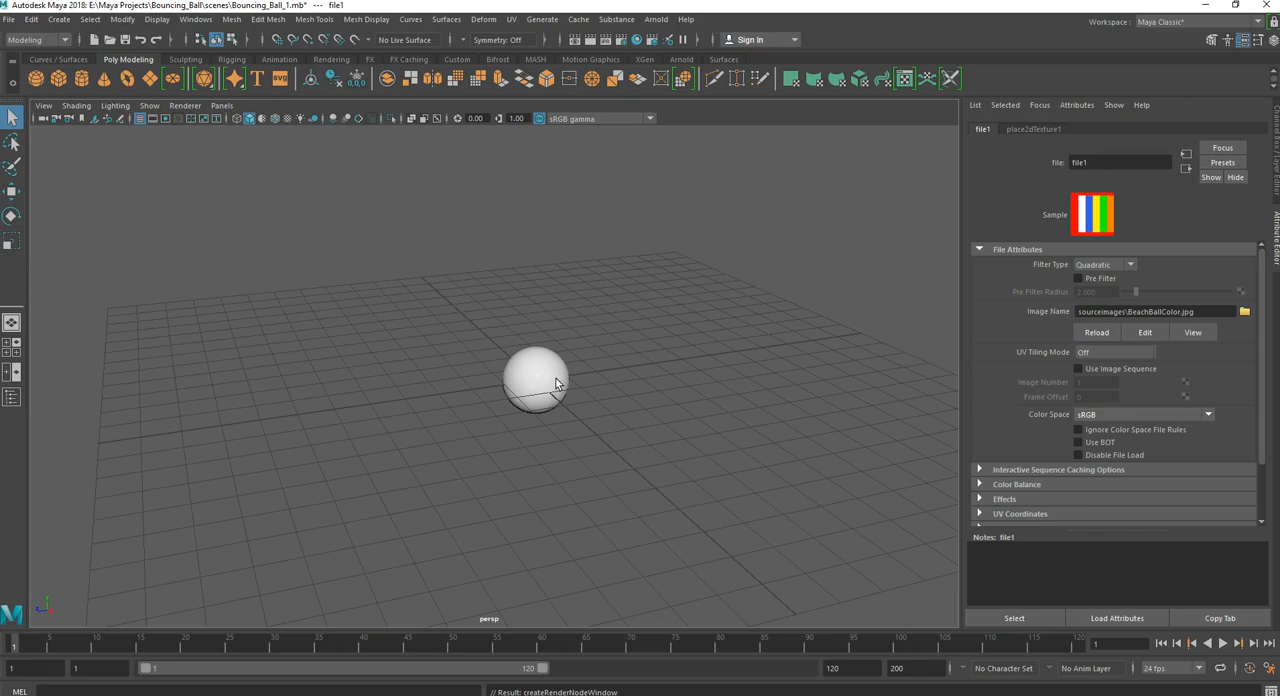 Autodesk Maya 2018: E:\Maya Projects\Bouncing_Ball\scenes\Bouncing_Ball_1.mb* --- file1
File Edit Create Select Modify Display Windows Mesh Edit Mesh Mesh Tools Mesh Display Curves Surfaces Deform UV Generate Cache Substance Arnold Help
Workspace : Maya Classic*
Modeling No Live Surface Symmetry: Off Sign In
Curves / Surfaces Poly Modeling Sculpting Rigging Animation Rendering FX FX Caching Custom Bifrost MASH Motion Graphics XGen Arnold Surfaces
T SVG
View Shading Lighting Show Renderer Panels
0.00 1.00 sRGB gamma
List Selected Focus Attributes Show Help
file1 place2dTexture1
file: file1
Focus
Presets
Show Hide
Sample
File Attributes
Filter Type Quadratic
Pre Filter
Pre Filter Radius 2.000
Image Name sourceimages\BeachBallColor.jpg
Reload Edit View
UV Tiling Mode Off
Use Image Sequence
Image Number 1
Frame Offset 0
Color Space sRGB
Ignore Color Space File Rules
Use BOT
Disable File Load
Interactive Sequence Caching Options
Color Balance
Effects
UV Coordinates
Notes: file1
Select Load Attributes Copy Tab
Channel Box / Layer Editor
Attribute Editor
persp
1 5 10 15 20 25 30 35 40 45 50 55 60 65 70 75 80 85 90 95 100 105 110 115 120 1
1 1 1 120 120 200 No Character Set No Anim Layer 24 fps
MEL // Result: createRenderNodeWindow